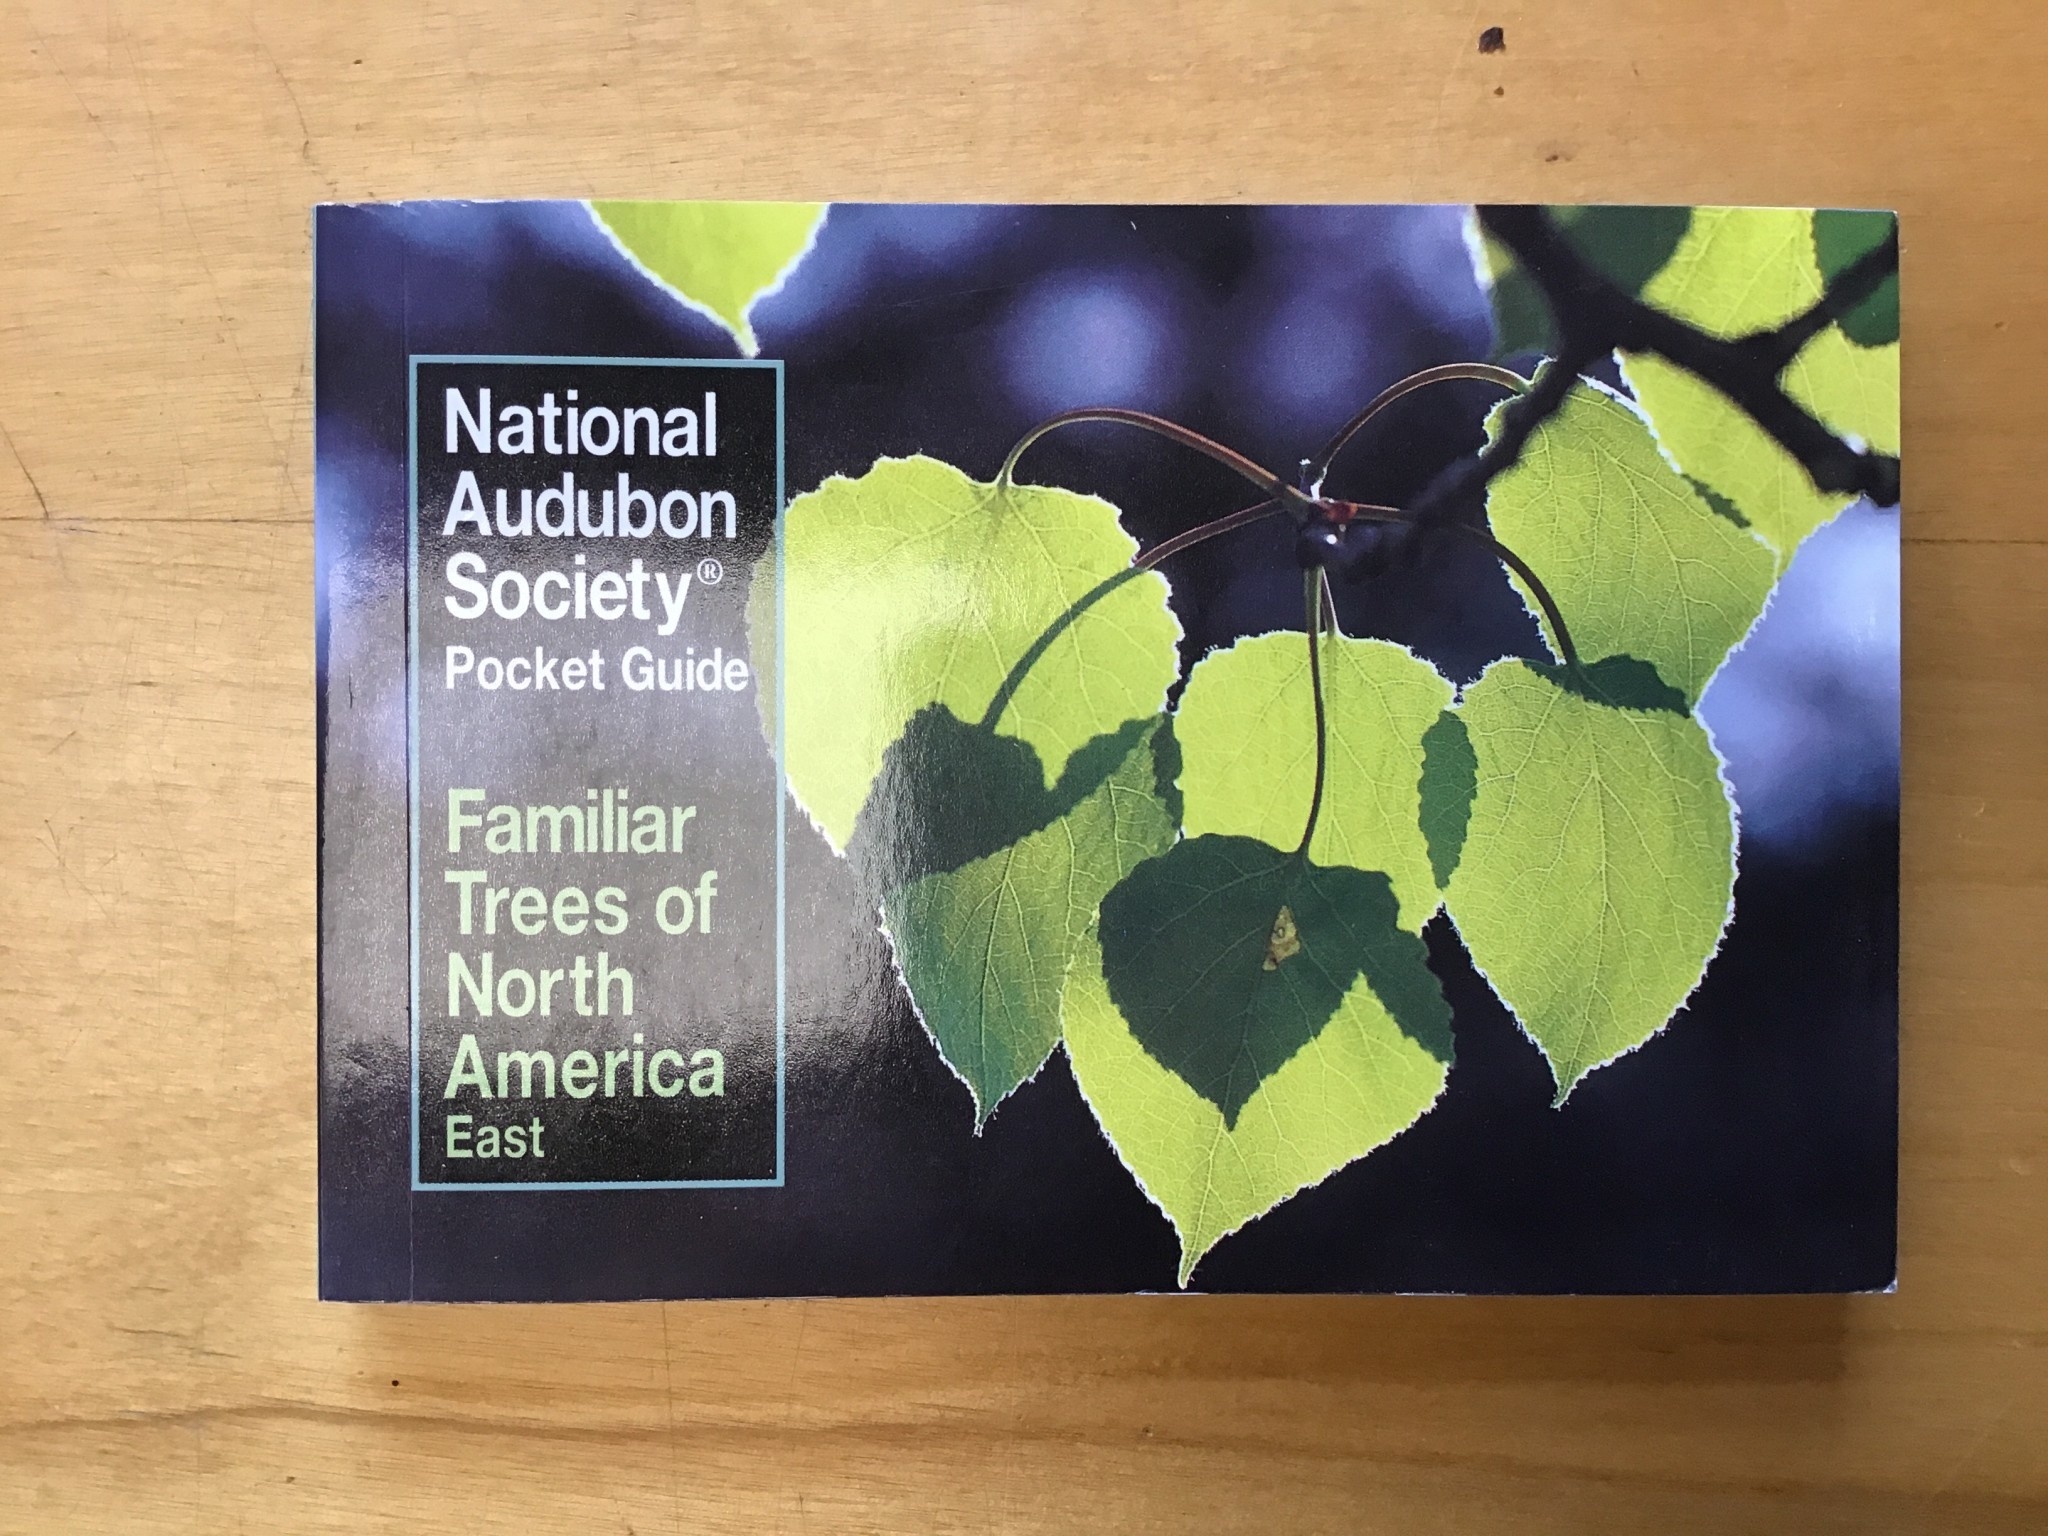 National
Audubon
Society®
Pocket Guide
Familiar
Trees of
North
America
East